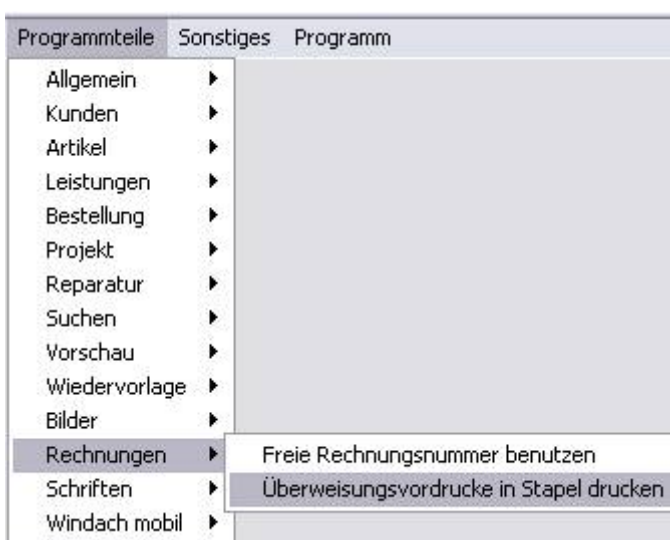 Programmteile Sonstiges Programm
Allgemein
Kunden
Artikel
Leistungen
Bestellung
Projekt
Reparatur
Suchen
Vorschau
Wiedervorlage
Bilder
Rechnungen
Freie Rechnungsnummer benutzen
Schriften
Überweisungsvordrucke in Stapel drucken
Windach mobil